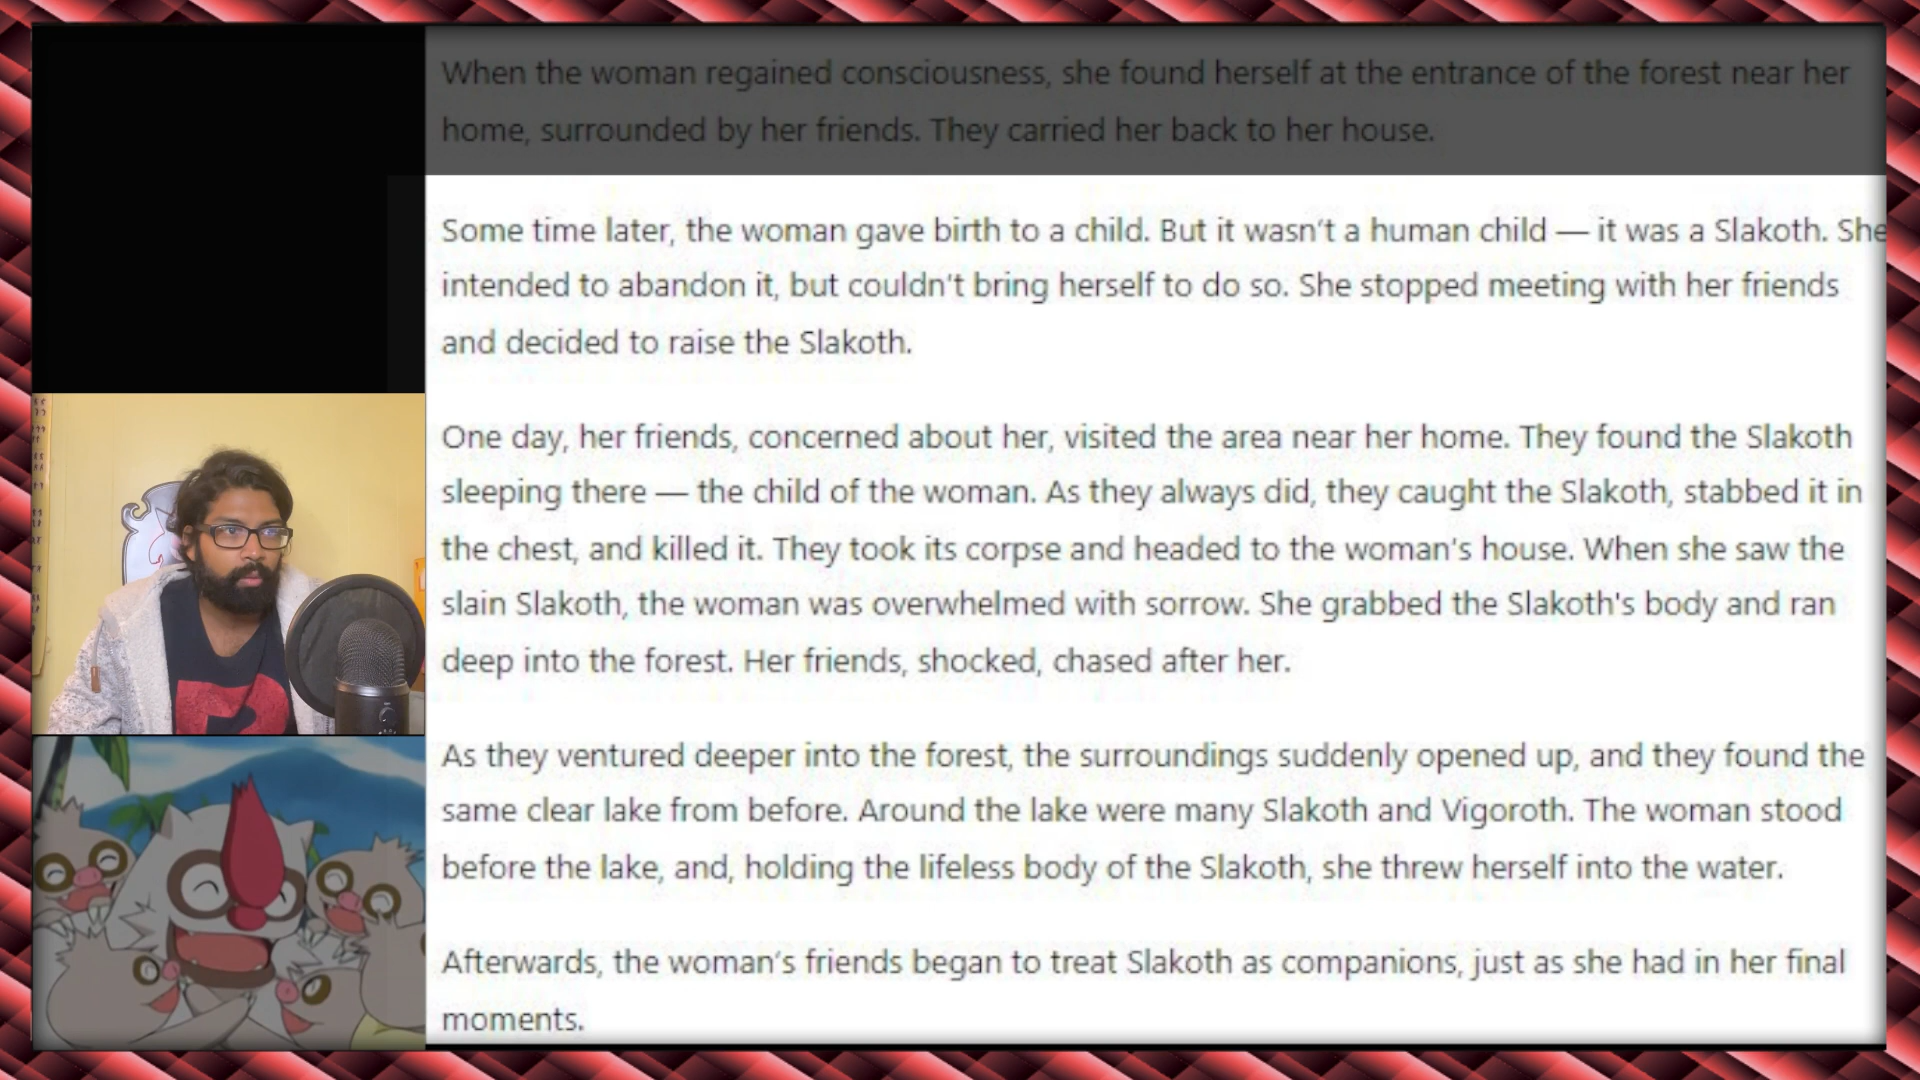 When the woman regained consciousness, she found herself at the entrance of the forest near her
home, surrounded by her friends. They carried her back to her house.
Some time later, the woman gave birth to a child. But it wasn't a human child — it was a Slakoth. She
intended to abandon it, but couldn't bring herself to do so. She stopped meeting with her friends
and decided to raise the Slakoth.
One day, her friends, concerned about her, visited the area near her home. They found the Slakoth
sleeping there — the child of the woman. As they always did, they caught the Slakoth, stabbed it in
the chest, and killed it. They took its corpse and headed to the woman's house. When she saw the
slain Slakoth, the woman was overwhelmed with sorrow. She grabbed the Slakoth's body and ran
deep into the forest. Her friends, shocked, chased after her.
As they ventured deeper into the forest, the surroundings suddenly opened up, and they found the
same clear lake from before. Around the lake were many Slakoth and Vigoroth. The woman stood
before the lake, and, holding the lifeless body of the Slakoth, she threw herself into the water.
Afterwards, the woman's friends began to treat Slakoth as companions, just as she had in her final
moments.